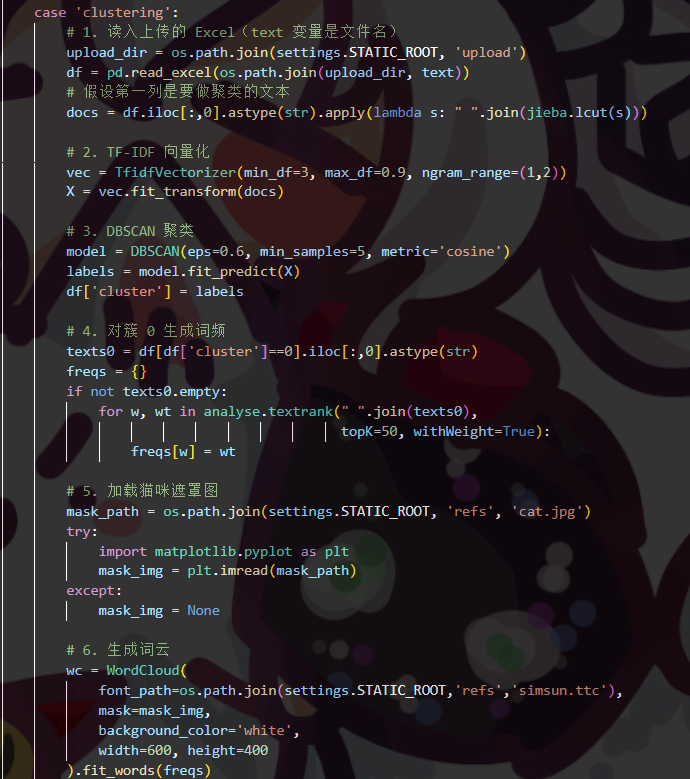 case 'clustering':
# 1. 读入上传的 Excel（text 变量是文件名）
upload_dir = os.path.join(settings.STATIC_ROOT, 'upload')
df = pd.read_excel(os.path.join(upload_dir, text))
# 假设第一列是要做聚类的文本
docs = df.iloc[:,0].astype(str).apply(lambda s: " ".join(jieba.lcut(s)))
# 2. TF-IDF 向量化
vec = TfidfVectorizer(min_df=3, max_df=0.9, ngram_range=(1,2))
X = vec.fit_transform(docs)
# 3. DBSCAN 聚类
model = DBSCAN(eps=0.6, min_samples=5, metric='cosine')
labels = model.fit_predict(X)
df['cluster'] = labels
# 4. 对簇 0 生成词频
texts0 = df[df['cluster']==0].iloc[:,0].astype(str)
freqs = {}
if not texts0.empty:
for w, wt in analyse.textrank(" ".join(texts0),
topK=50, withWeight=True):
freqs[w] = wt
# 5. 加载猫咪遮罩图
mask_path = os.path.join(settings.STATIC_ROOT, 'refs', 'cat.jpg')
try:
import matplotlib.pyplot as plt
mask_img = plt.imread(mask_path)
except:
mask_img = None
# 6. 生成词云
wc = WordCloud(
font_path=os.path.join(settings.STATIC_ROOT,'refs','simsun.ttc'),
mask=mask_img,
background_color='white',
width=600, height=400
).fit_words(freqs)